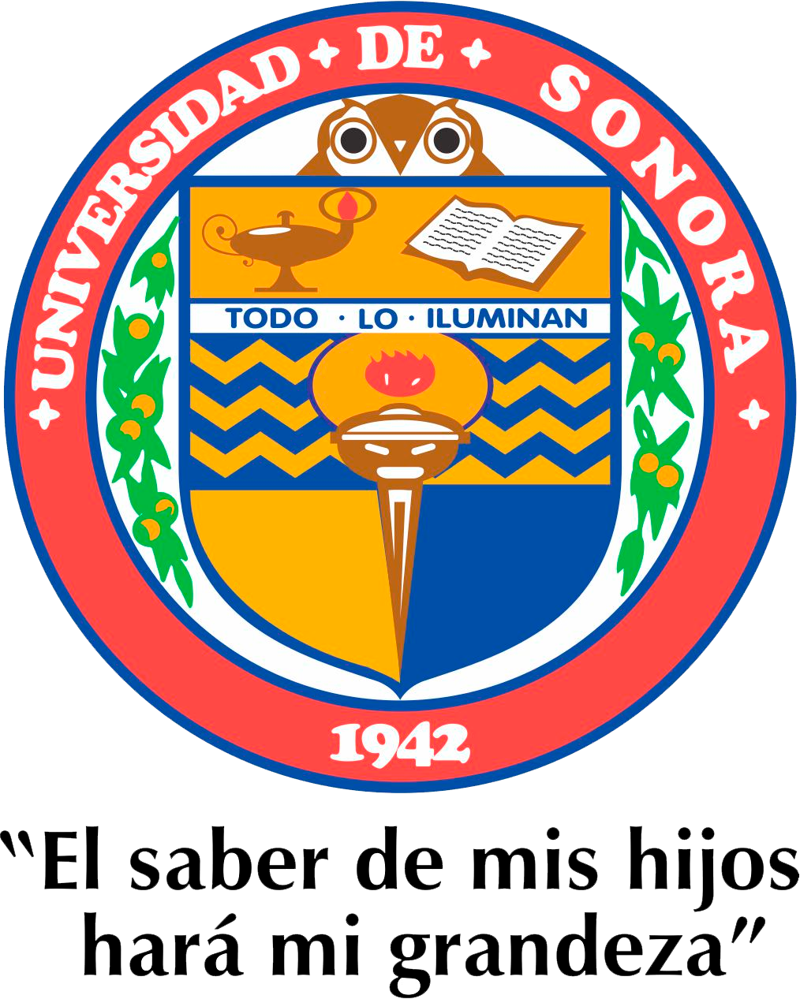 UNIVERSIDAD DE SONORA
TODO · LO · ILUMINAN
1942
“El saber de mis hijos
hará mi grandeza”